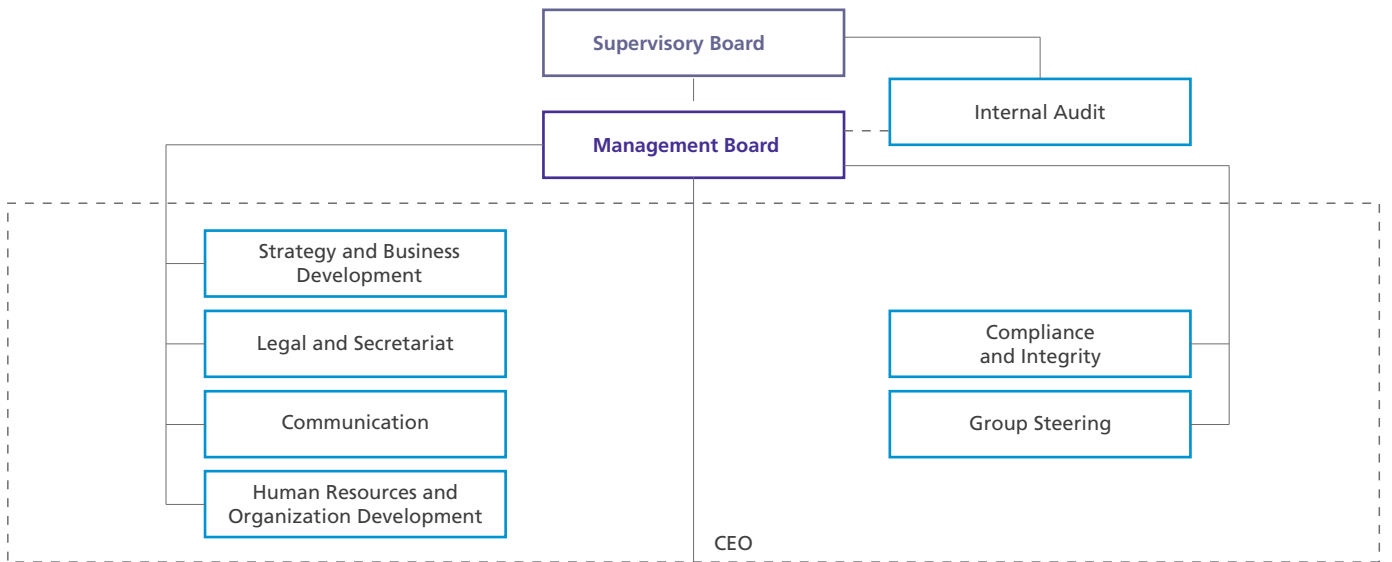 Supervisory Board
Internal Audit
Management Board
Strategy and Business
Development
Legal and Secretariat
Communication
Human Resources and
Organization Development
Compliance
and Integrity
Group Steering
CEO